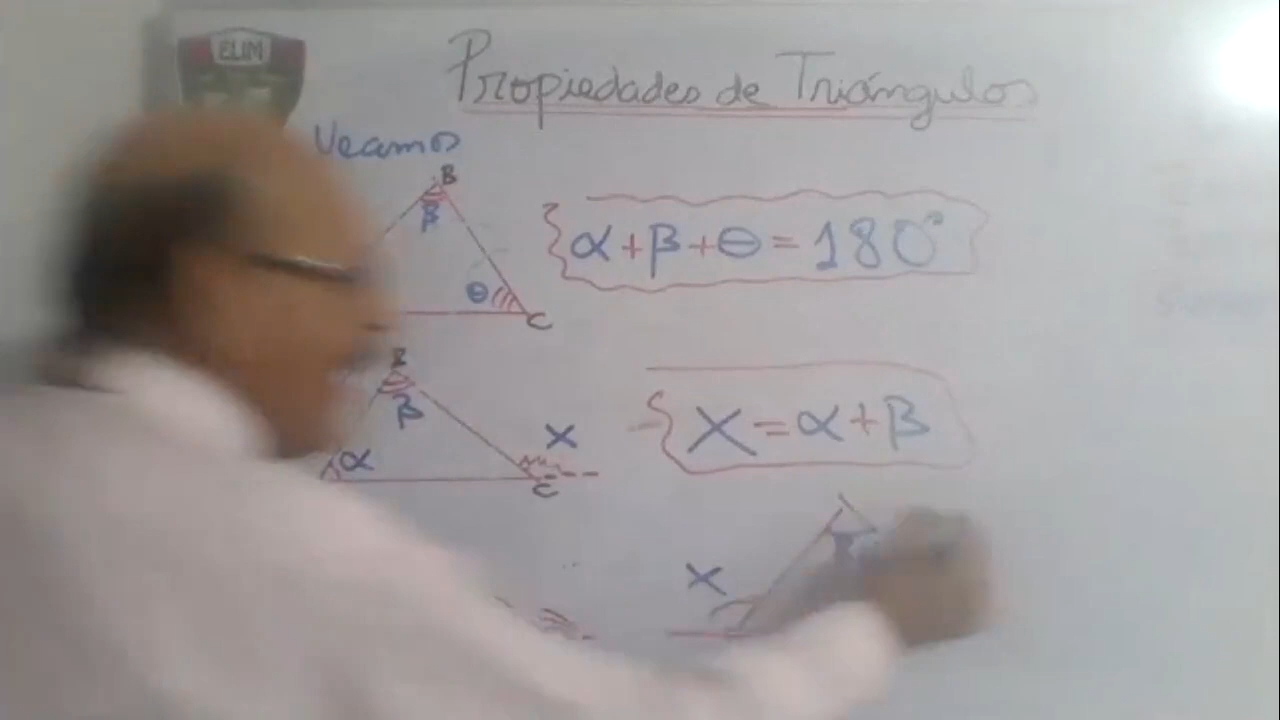 ELIM
Propiedades de Triángulos
Veamos
B
β
θ
C
α+β+θ=180°
B
β
α
X
C
X=α+β
X